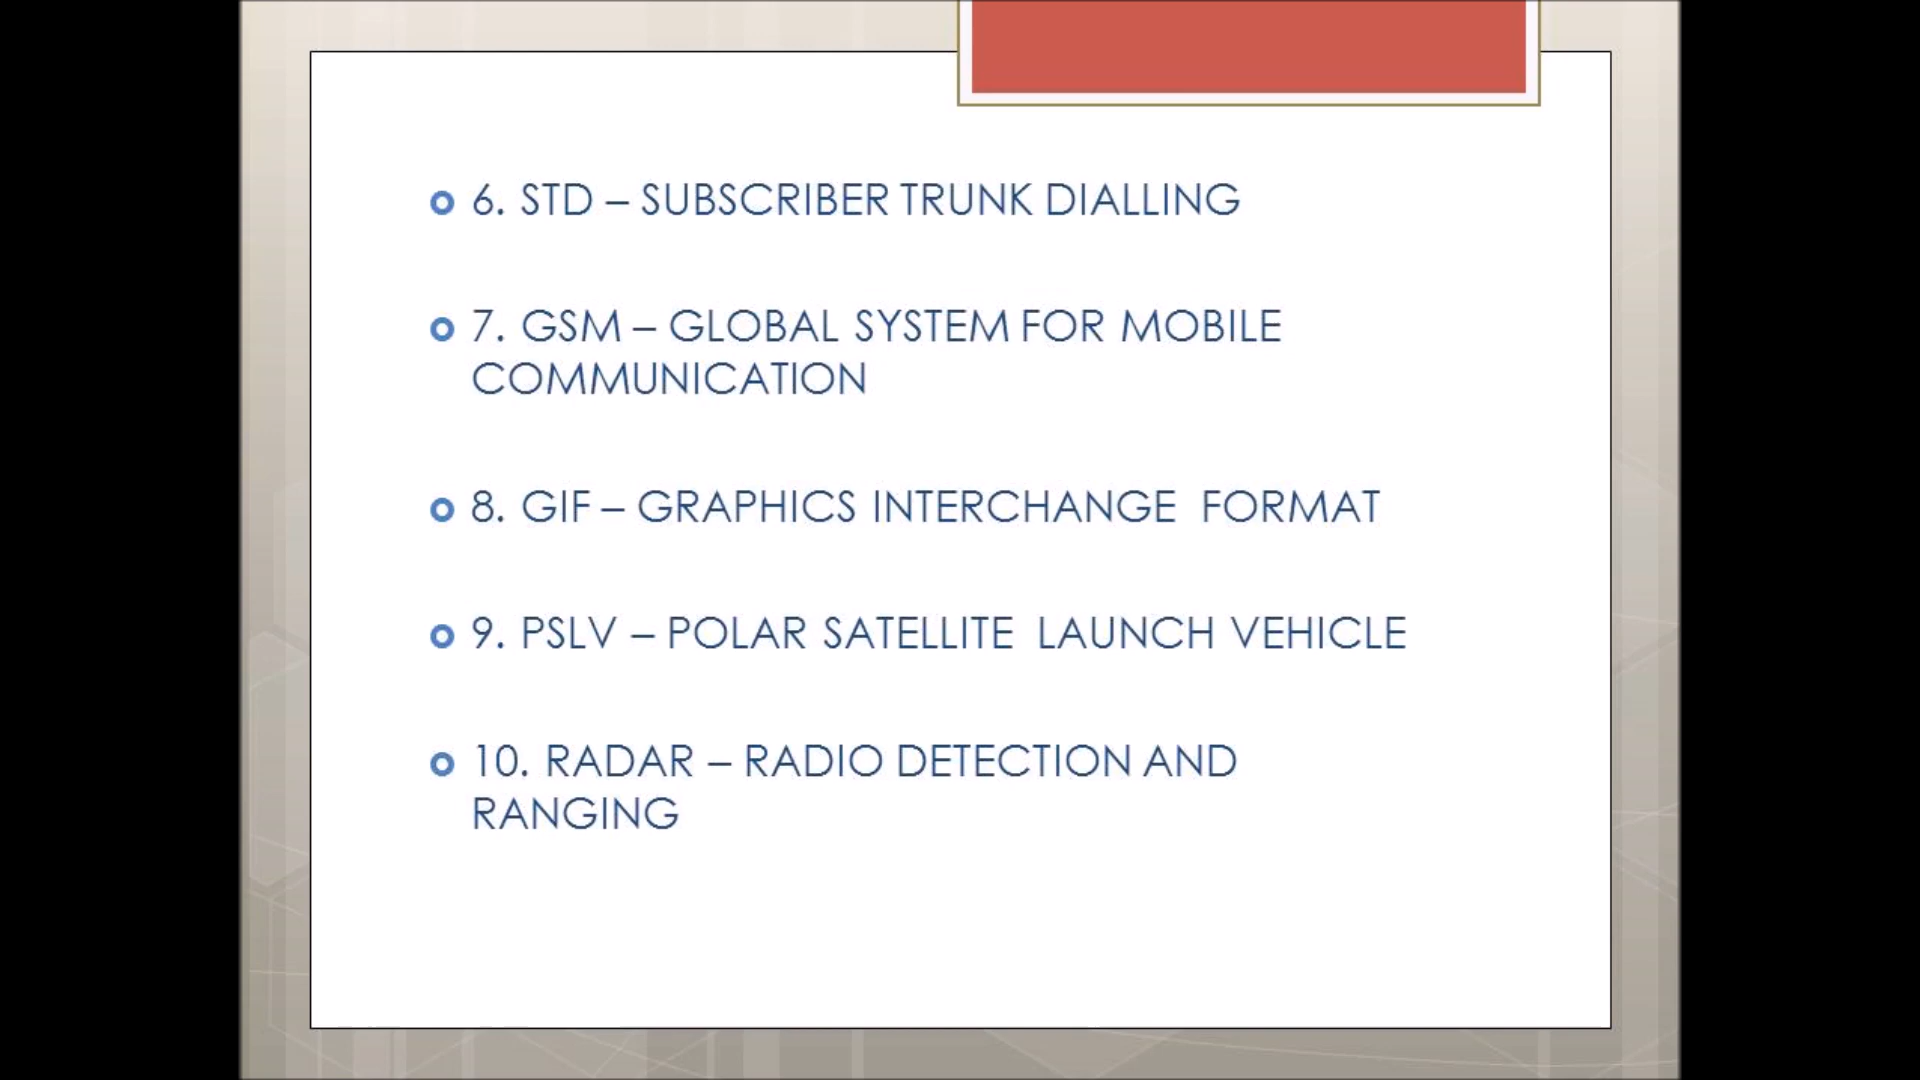 6. STD – SUBSCRIBER TRUNK DIALLING
7. GSM – GLOBAL SYSTEM FOR MOBILE
COMMUNICATION
8. GIF – GRAPHICS INTERCHANGE FORMAT
9. PSLV – POLAR SATELLITE LAUNCH VEHICLE
10. RADAR – RADIO DETECTION AND
RANGING